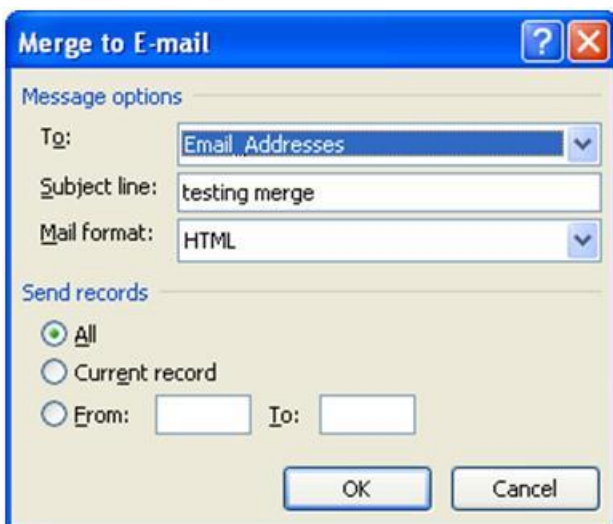 Merge to E-mail
Message options
To: Email_Addresses
Subject line: testing merge
Mail format: HTML
Send records
All
Current record
From: To:
OK Cancel